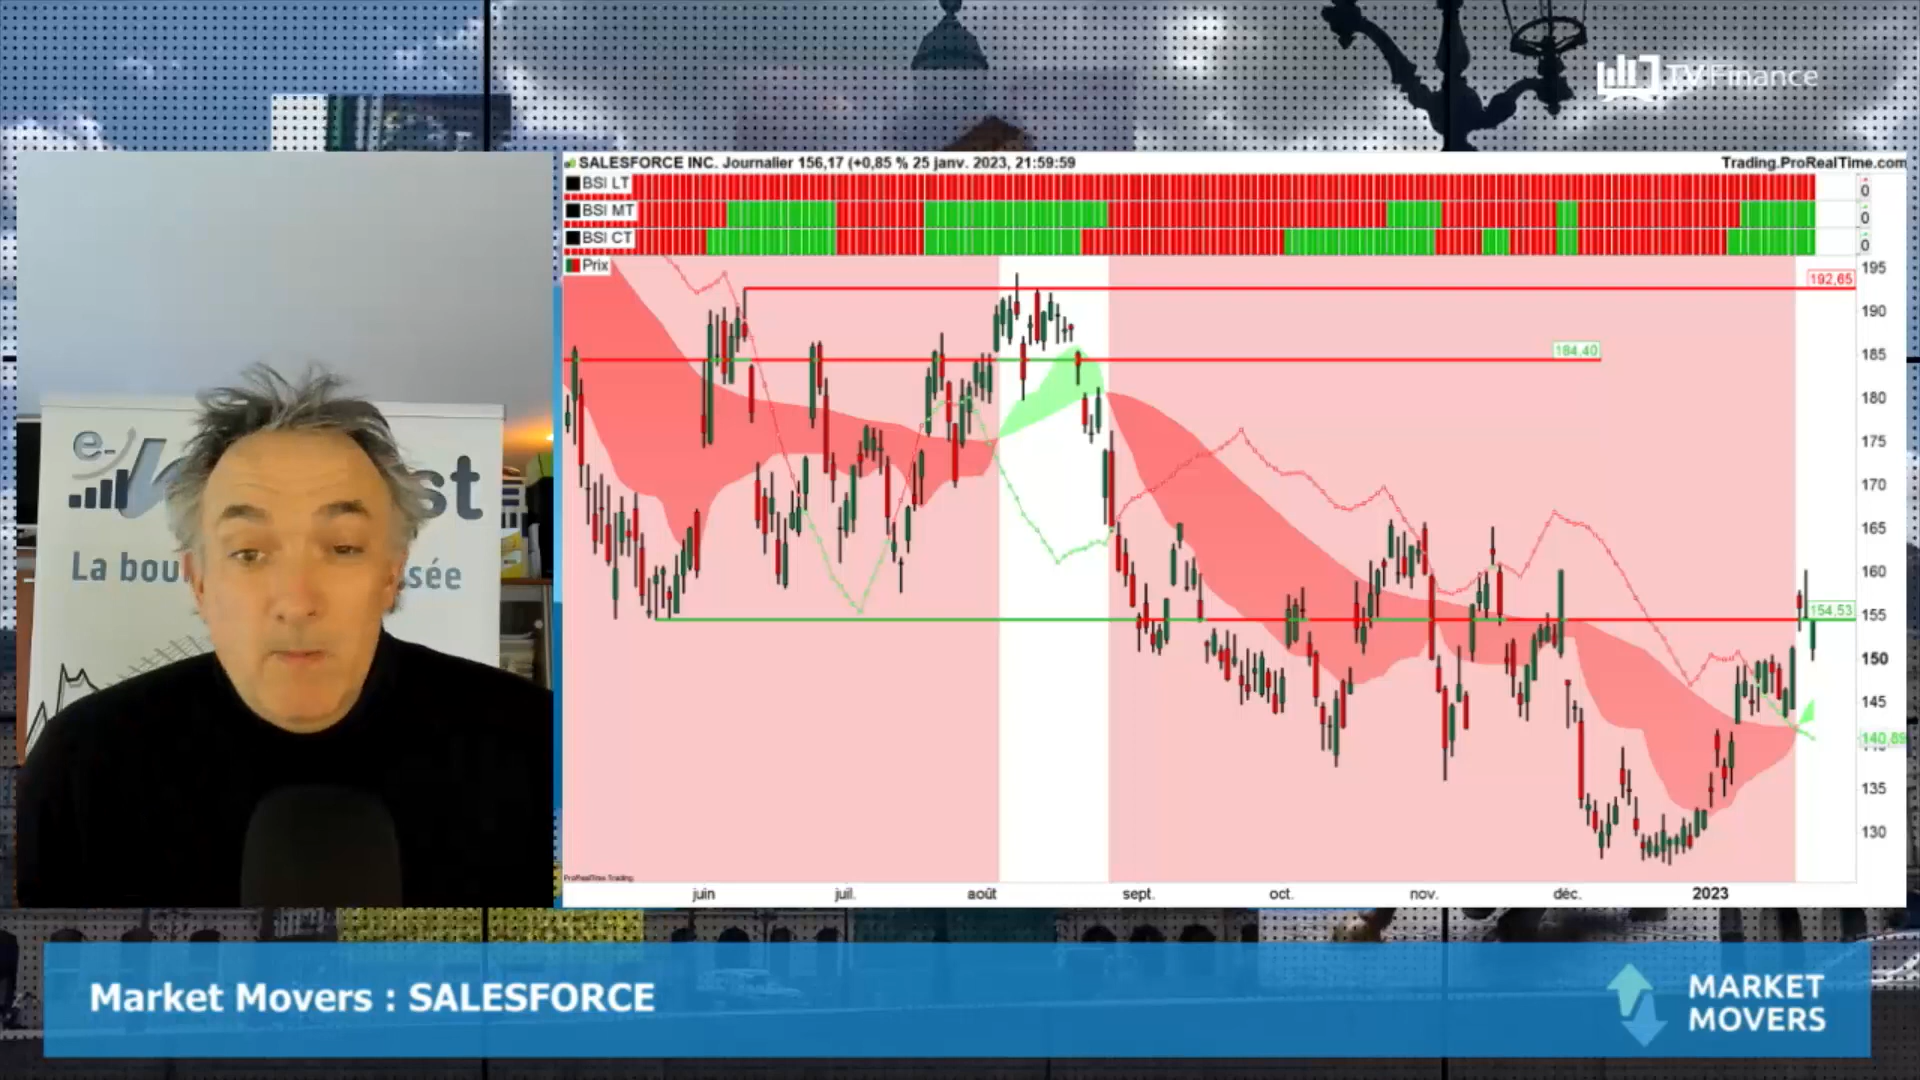 TVFinance
SALESFORCE INC. Journalier 156,17 (+0,85 % 25 janv. 2023, 21:59:59
Trading.ProRealTime.com
BSI LT
0
BSI MT
0
BSI CT
0
Prix
195
192,65
190
185
184,40
180
175
170
165
160
155
154,53
150
145
140,89
135
130
ProRealTime Trading.
juin
juil.
août
sept.
oct.
nov.
déc.
2023
e-
st
La bou
sée
Market Movers : SALESFORCE
MARKET
MOVERS